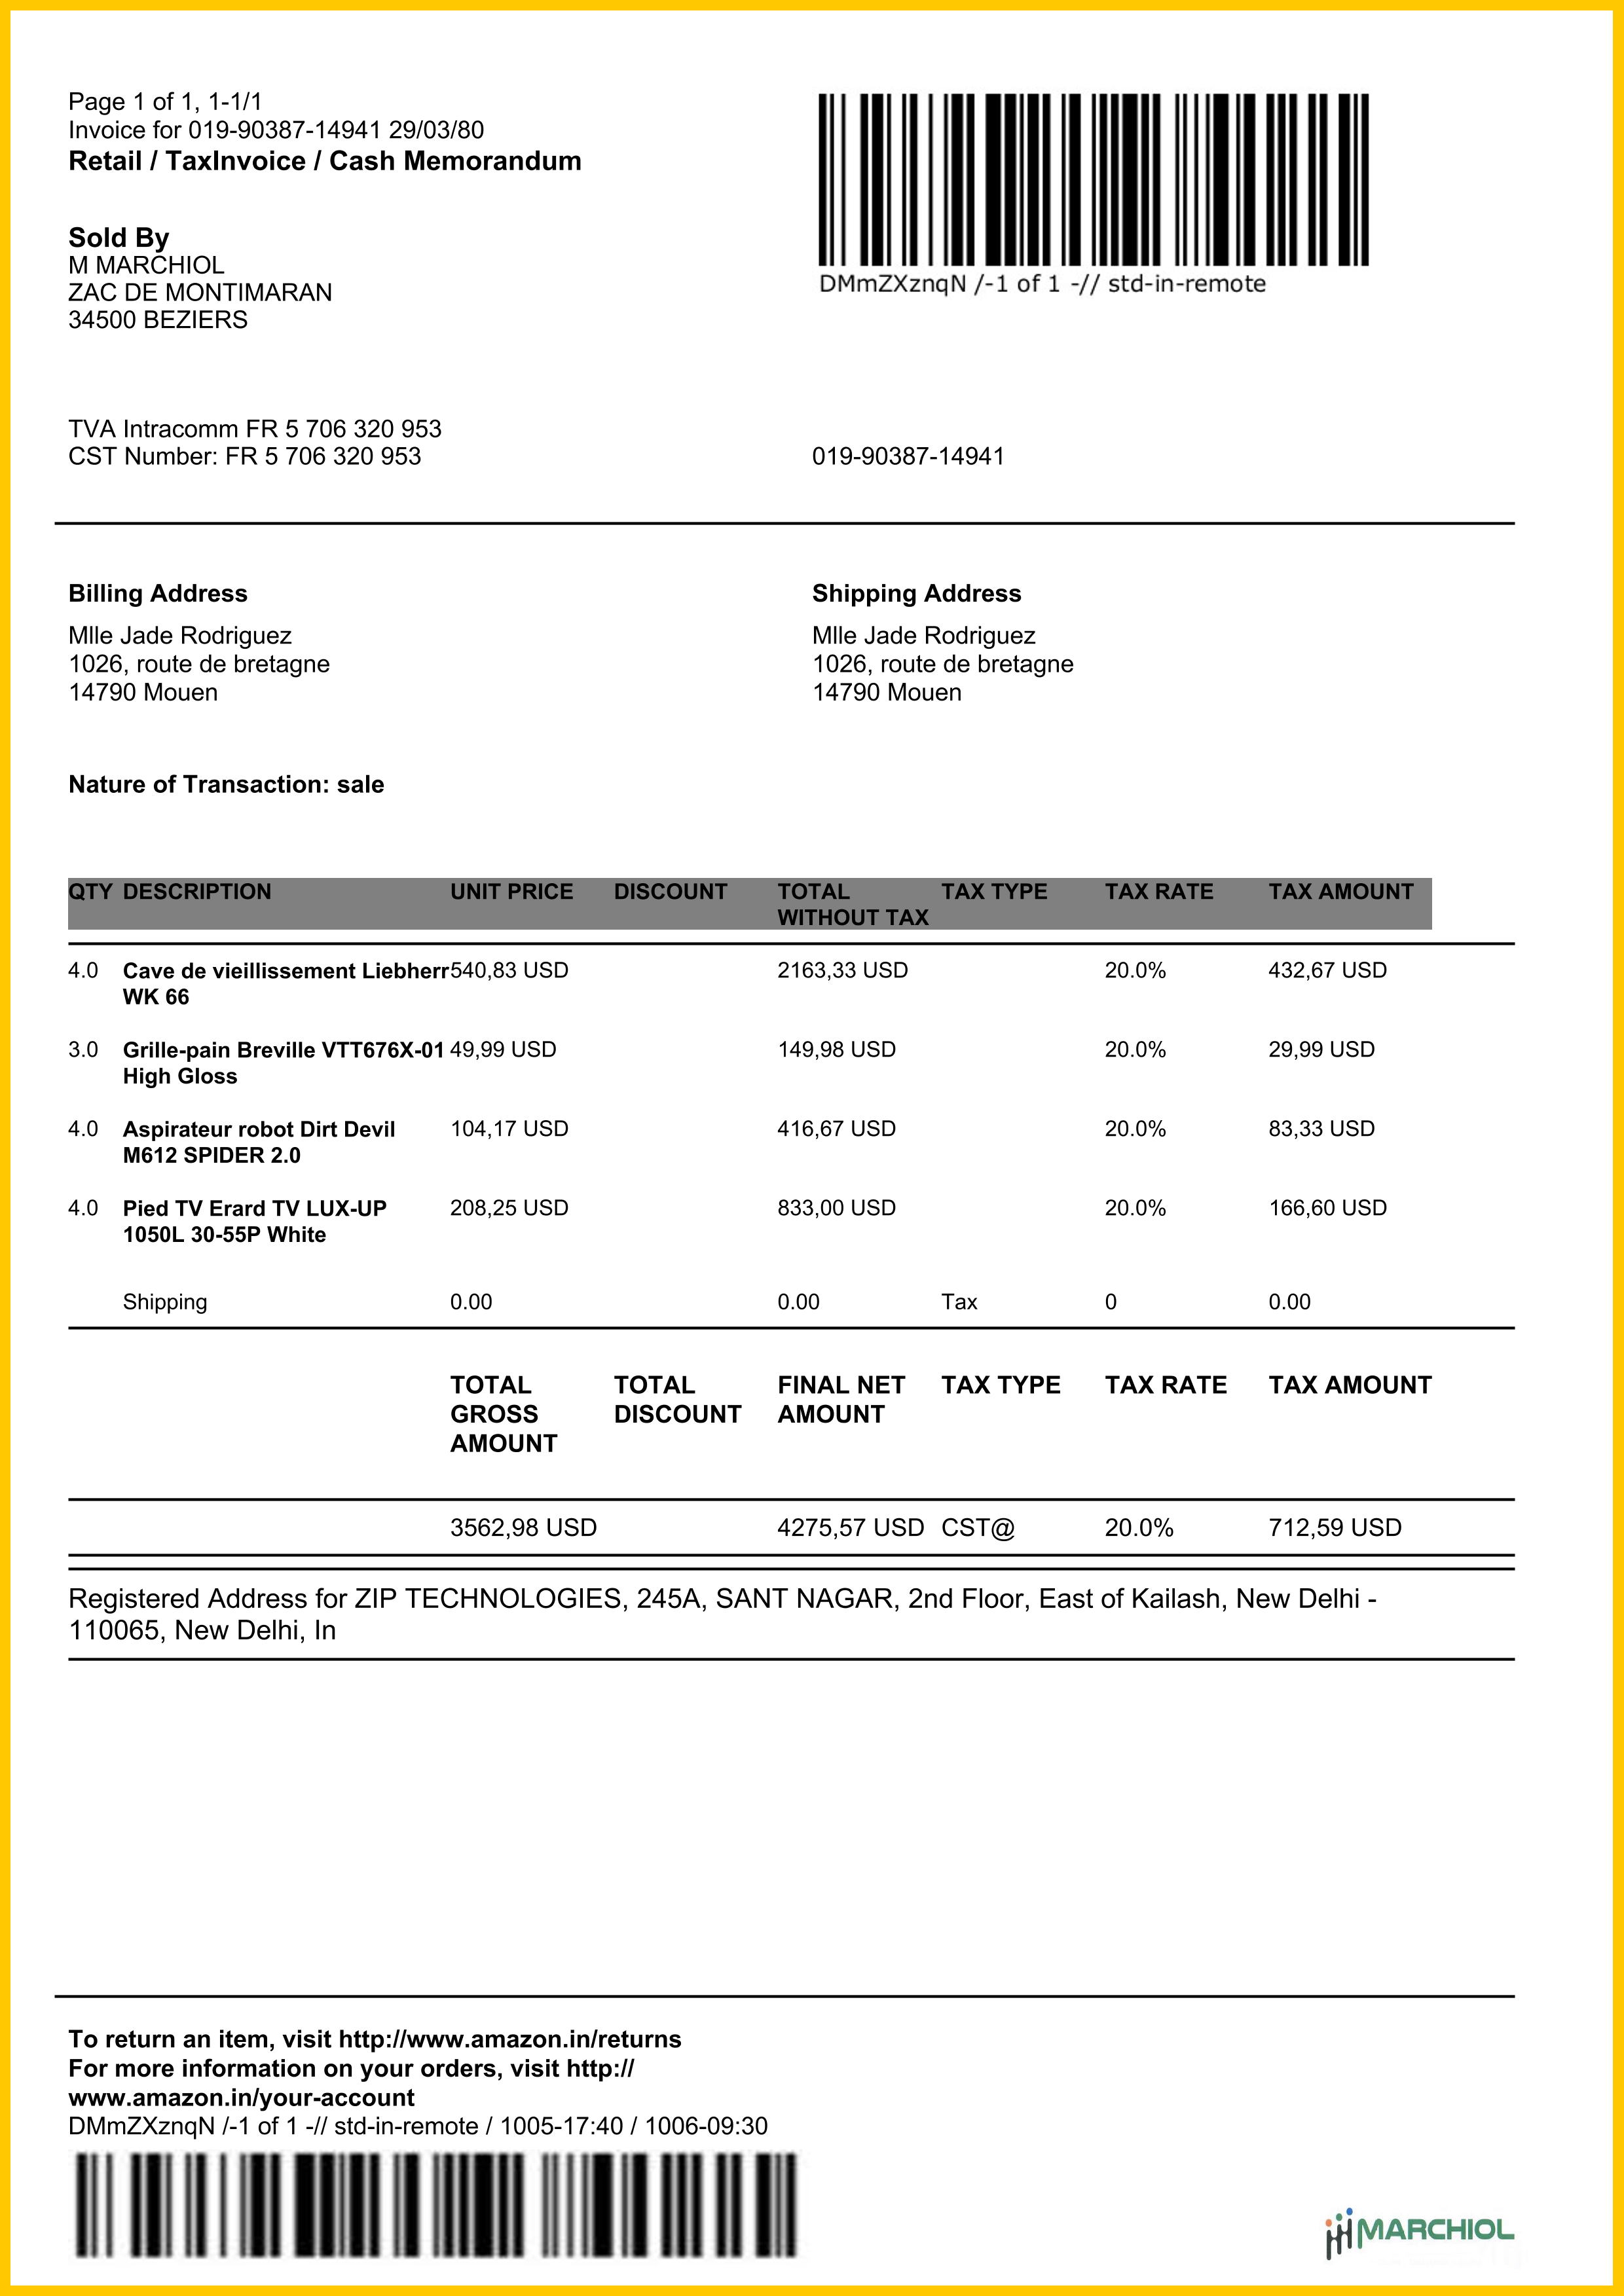 Page 1 of 1, 1-1/1
Invoice for 019-90387-14941 29/03/80
Retail / TaxInvoice / Cash Memorandum
DMmZXznqN /-1 of 1 -// std-in-remote
Sold By
M MARCHIOL
ZAC DE MONTIMARAN
34500 BEZIERS
TVA Intracomm FR 5 706 320 953
CST Number: FR 5 706 320 953
019-90387-14941
Billing Address
Mlle Jade Rodriguez
1026, route de bretagne
14790 Mouen
Shipping Address
Mlle Jade Rodriguez
1026, route de bretagne
14790 Mouen
Nature of Transaction: sale
QTY DESCRIPTION UNIT PRICE DISCOUNT TOTAL TAX TYPE TAX RATE TAX AMOUNT
WITHOUT TAX
4.0 Cave de vieillissement Liebherr 540,83 USD 2163,33 USD 20.0% 432,67 USD
WK 66
3.0 Grille-pain Breville VTT676X-01 49,99 USD 149,98 USD 20.0% 29,99 USD
High Gloss
4.0 Aspirateur robot Dirt Devil 104,17 USD 416,67 USD 20.0% 83,33 USD
M612 SPIDER 2.0
4.0 Pied TV Erard TV LUX-UP 208,25 USD 833,00 USD 20.0% 166,60 USD
1050L 30-55P White
Shipping 0.00 0.00 Tax 0 0.00
TOTAL TOTAL FINAL NET TAX TYPE TAX RATE TAX AMOUNT
GROSS DISCOUNT AMOUNT
AMOUNT
3562,98 USD 4275,57 USD CST@ 20.0% 712,59 USD
Registered Address for ZIP TECHNOLOGIES, 245A, SANT NAGAR, 2nd Floor, East of Kailash, New Delhi -
110065, New Delhi, In
To return an item, visit http://www.amazon.in/returns
For more information on your orders, visit http://
www.amazon.in/your-account
DMmZXznqN /-1 of 1 -// std-in-remote / 1005-17:40 / 1006-09:30
MARCHIOL